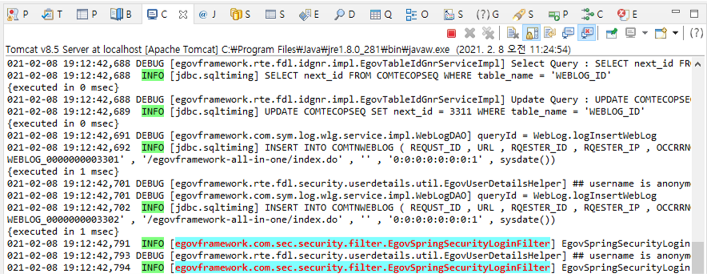 P T P B C @ J S E P D Q O S (?) G S P C E
Tomcat v8.5 Server at localhost [Apache Tomcat] C:₩Program Files₩Java₩jre1.8.0_281₩bin₩javaw.exe (2021. 2. 8 오전 11:24:54)
021-02-08 19:12:42,688 DEBUG [egovframework.rte.fdl.idgnr.impl.EgovTableIdGnrServiceImpl] Select Query : SELECT next_id FROM
021-02-08 19:12:42,688 INFO [jdbc.sqltiming] SELECT next_id FROM COMTECOPSEQ WHERE table_name = 'WEBLOG_ID'
{executed in 0 msec}
021-02-08 19:12:42,689 DEBUG [egovframework.rte.fdl.idgnr.impl.EgovTableIdGnrServiceImpl] Update Query : UPDATE COMTECOPSEQ
021-02-08 19:12:42,689 INFO [jdbc.sqltiming] UPDATE COMTECOPSEQ SET next_id = 3311 WHERE table_name = 'WEBLOG_ID'
{executed in 0 msec}
021-02-08 19:12:42,691 DEBUG [egovframework.com.sym.log.wlg.service.impl.WebLogDAO] queryId = WebLog.logInsertWebLog
021-02-08 19:12:42,692 INFO [jdbc.sqltiming] INSERT INTO COMTNWEBLOG ( REQUST_ID , URL , RQESTER_ID , RQESTER_IP , OCCRRNC
WEBLOG_0000000003301' , '/egovframework-all-in-one/index.do' , '' , '0:0:0:0:0:0:0:1' , sysdate())
{executed in 1 msec}
021-02-08 19:12:42,701 DEBUG [egovframework.rte.fdl.security.userdetails.util.EgovUserDetailsHelper] ## username is anonym
021-02-08 19:12:42,701 DEBUG [egovframework.com.sym.log.wlg.service.impl.WebLogDAO] queryId = WebLog.logInsertWebLog
021-02-08 19:12:42,702 INFO [jdbc.sqltiming] INSERT INTO COMTNWEBLOG ( REQUST_ID , URL , RQESTER_ID , RQESTER_IP , OCCRRNC
WEBLOG_0000000003302' , '/egovframework-all-in-one/index.do' , '' , '0:0:0:0:0:0:0:1' , sysdate())
{executed in 1 msec}
021-02-08 19:12:42,791 INFO [egovframework.com.sec.security.filter.EgovSpringSecurityLoginFilter] EgovSpringSecurityLogin
021-02-08 19:12:42,793 DEBUG [egovframework.rte.fdl.security.userdetails.util.EgovUserDetailsHelper] ## username is anonym
021-02-08 19:12:42,794 INFO [egovframework.com.sec.security.filter.EgovSpringSecurityLoginFilter] EgovSpringSecurityLogin